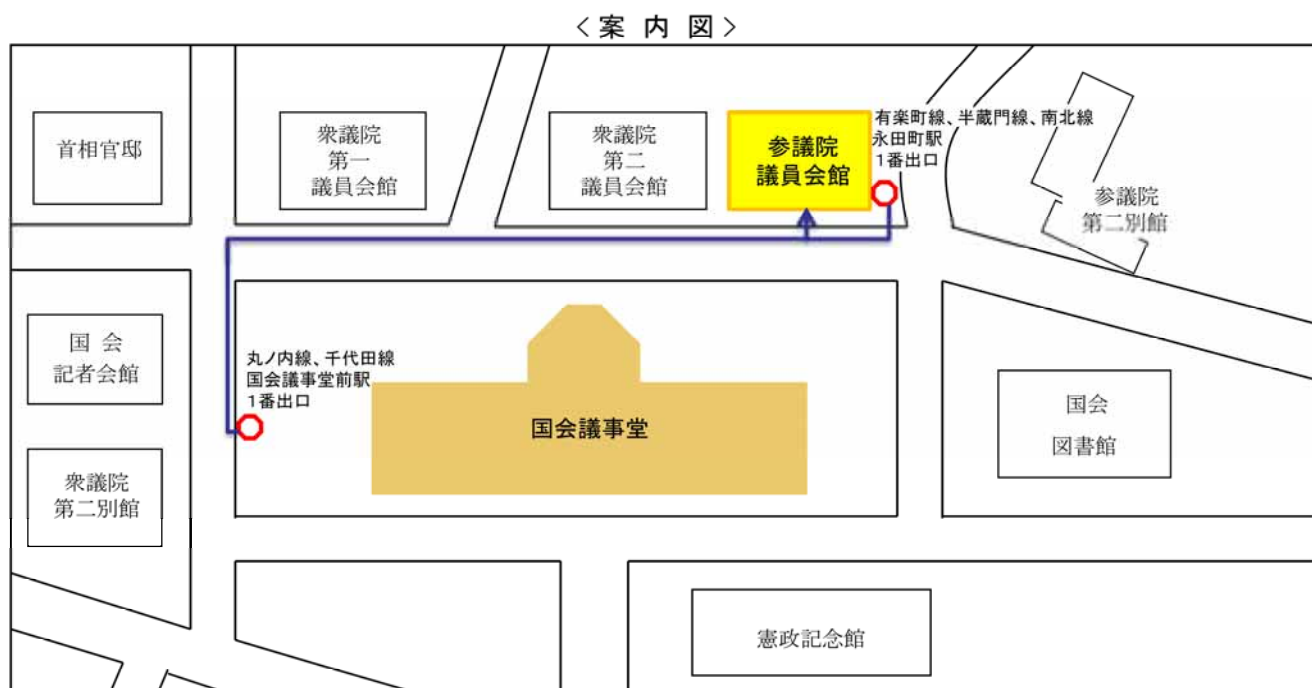 <案 内 図>
首相官邸
衆議院
第一
議員会館
衆議院
第二
議員会館
参議院
議員会館
有楽町線、半蔵門線、南北線
永田町駅
1番出口
参議院
第二別館
国 会
記者会館
丸ノ内線、千代田線
国会議事堂前駅
1番出口
国会議事堂
国会
図書館
衆議院
第二別館
憲政記念館